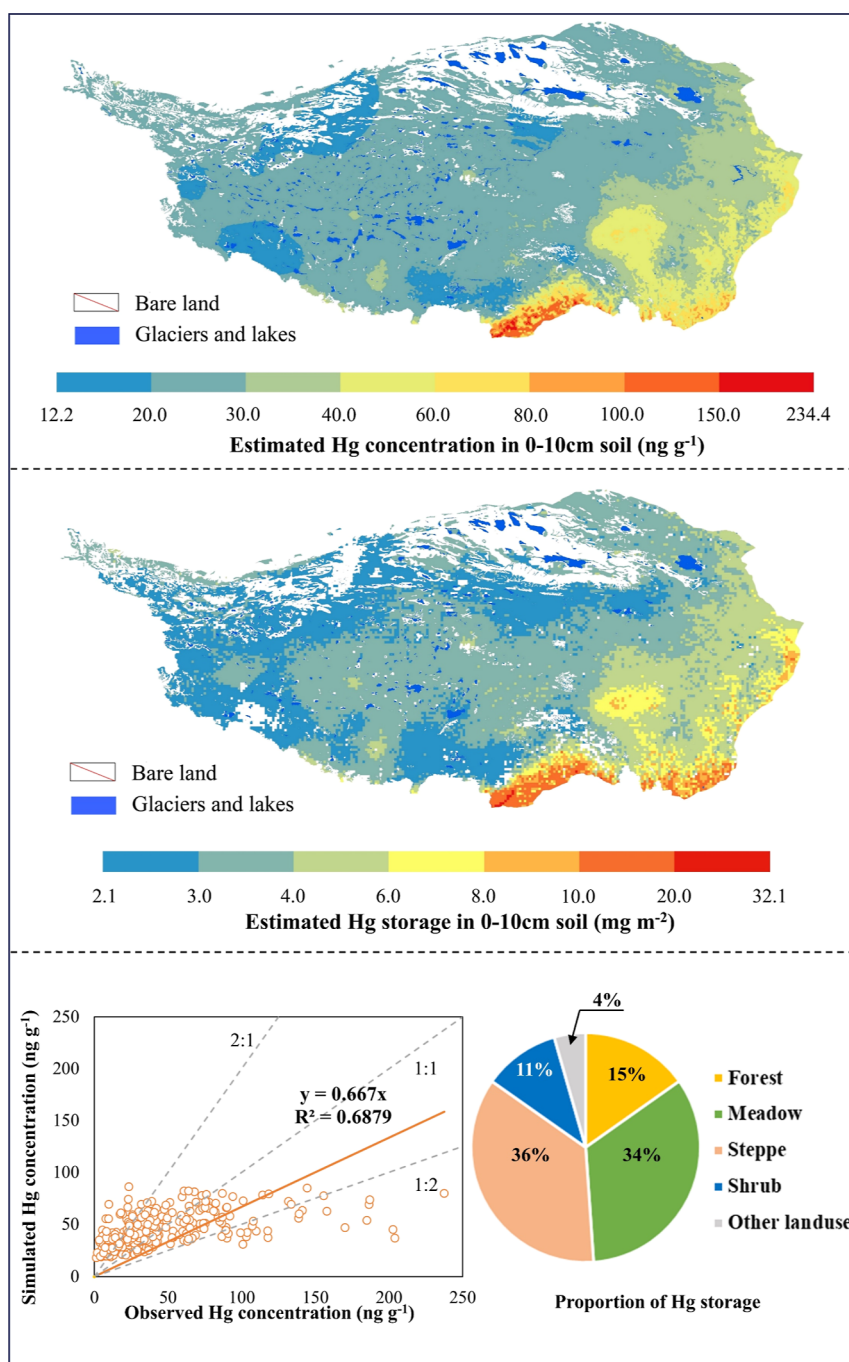 Bare land
Glaciers and lakes
12.2 20.0 30.0 40.0 60.0 80.0 100.0 150.0 234.4
Estimated Hg concentration in 0-10cm soil (ng g⁻¹)
Bare land
Glaciers and lakes
2.1 3.0 4.0 6.0 8.0 10.0 20.0 32.1
Estimated Hg storage in 0-10cm soil (mg m⁻²)
Simulated Hg concentration (ng g⁻¹)
250
200
150
100
50
0
2:1
1:1
y = 0.667x
R² = 0.6879
1:2
0 50 100 150 200 250
Observed Hg concentration (ng g⁻¹)
4%
11%
15%
36%
34%
Forest
Meadow
Steppe
Shrub
Other landuse
Proportion of Hg storage